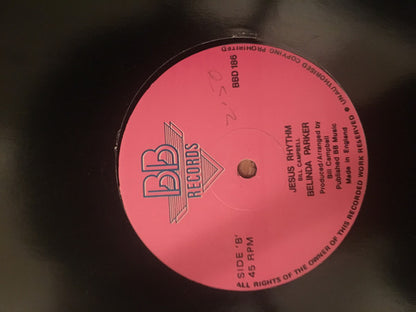 BB
RECORDS
BBD 186
2.50
JESUS RHYTHM
BILL CAMPBELL
BELINDA PARKER
Produced/Arranged by
Bill Campbell
Published BB Music
Made in England
SIDE 'B'
45 RPM
ALL RIGHTS OF THE OWNER OF THIS RECORDED WORK RESERVED ● UNAUTHORISED COPYING PROHIBITED